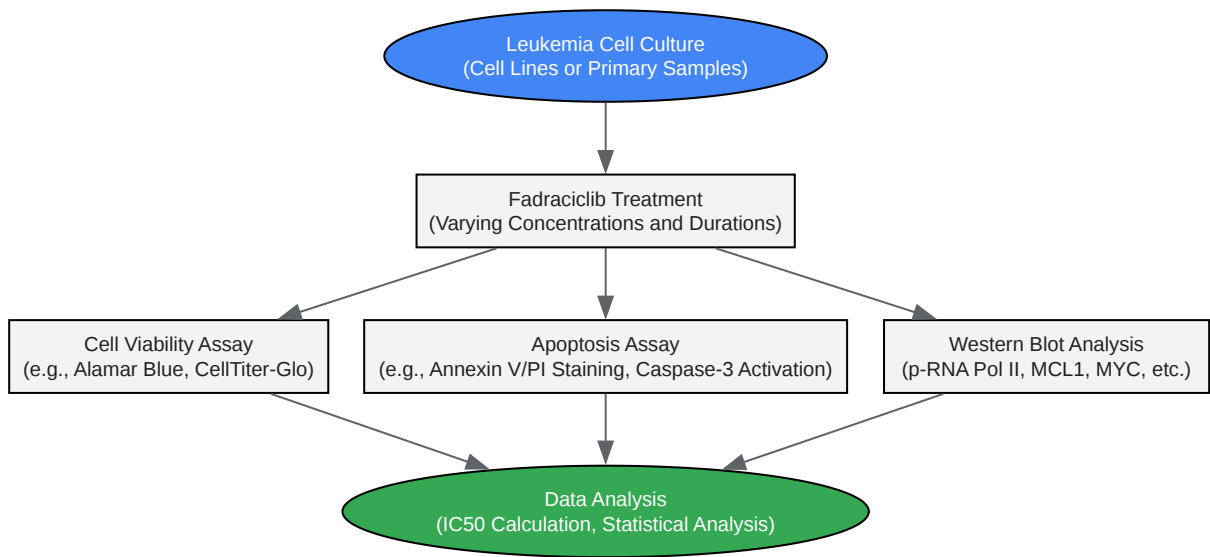 Leukemia Cell Culture
(Cell Lines or Primary Samples)
Fadraciclib Treatment
(Varying Concentrations and Durations)
Cell Viability Assay
(e.g., Alamar Blue, CellTiter-Glo)
Apoptosis Assay
(e.g., Annexin V/PI Staining, Caspase-3 Activation)
Western Blot Analysis
(p-RNA Pol II, MCL1, MYC, etc.)
Data Analysis
(IC50 Calculation, Statistical Analysis)